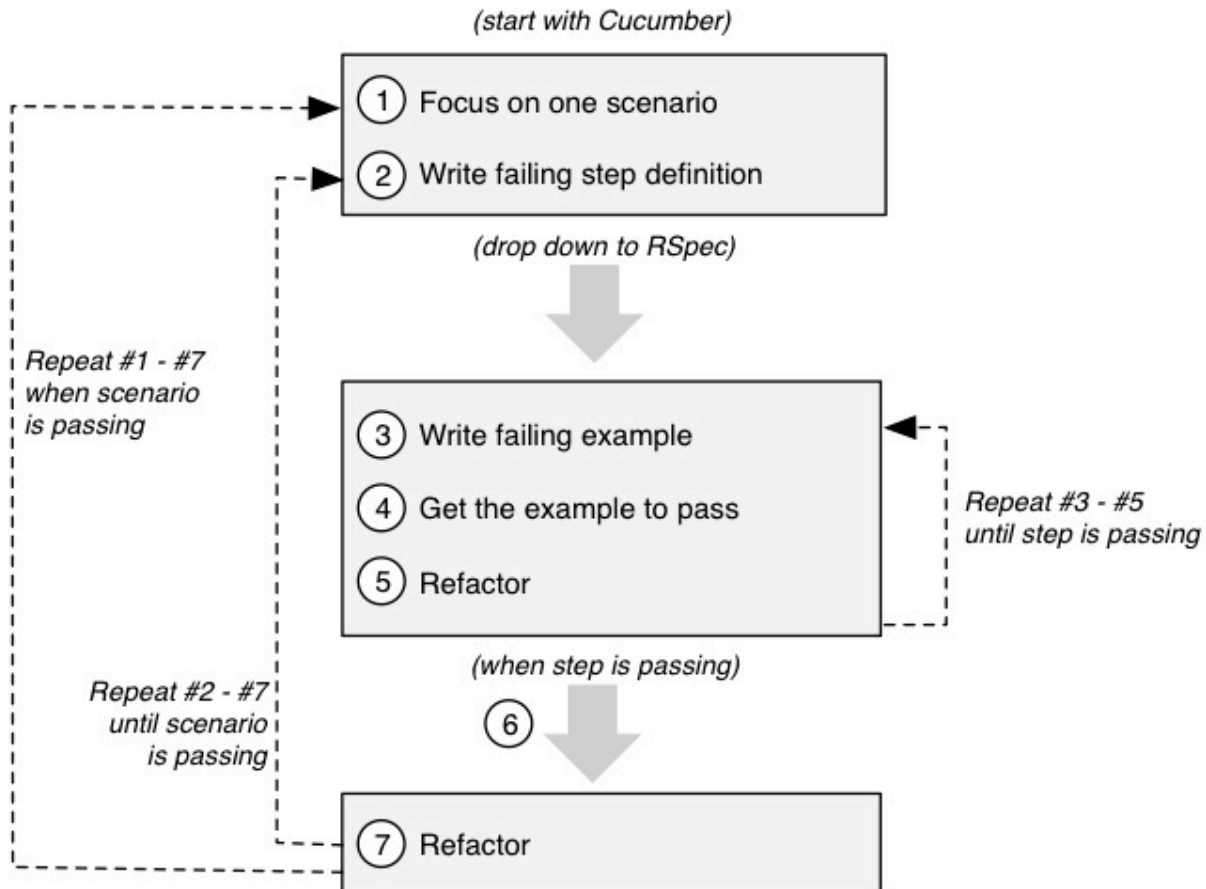 (start with Cucumber)
1 Focus on one scenario
2 Write failing step definition
(drop down to RSpec)
Repeat #1 - #7
when scenario
is passing
3 Write failing example
4 Get the example to pass
5 Refactor
Repeat #3 - #5
until step is passing
(when step is passing)
6
Repeat #2 - #7
until scenario
is passing
7 Refactor